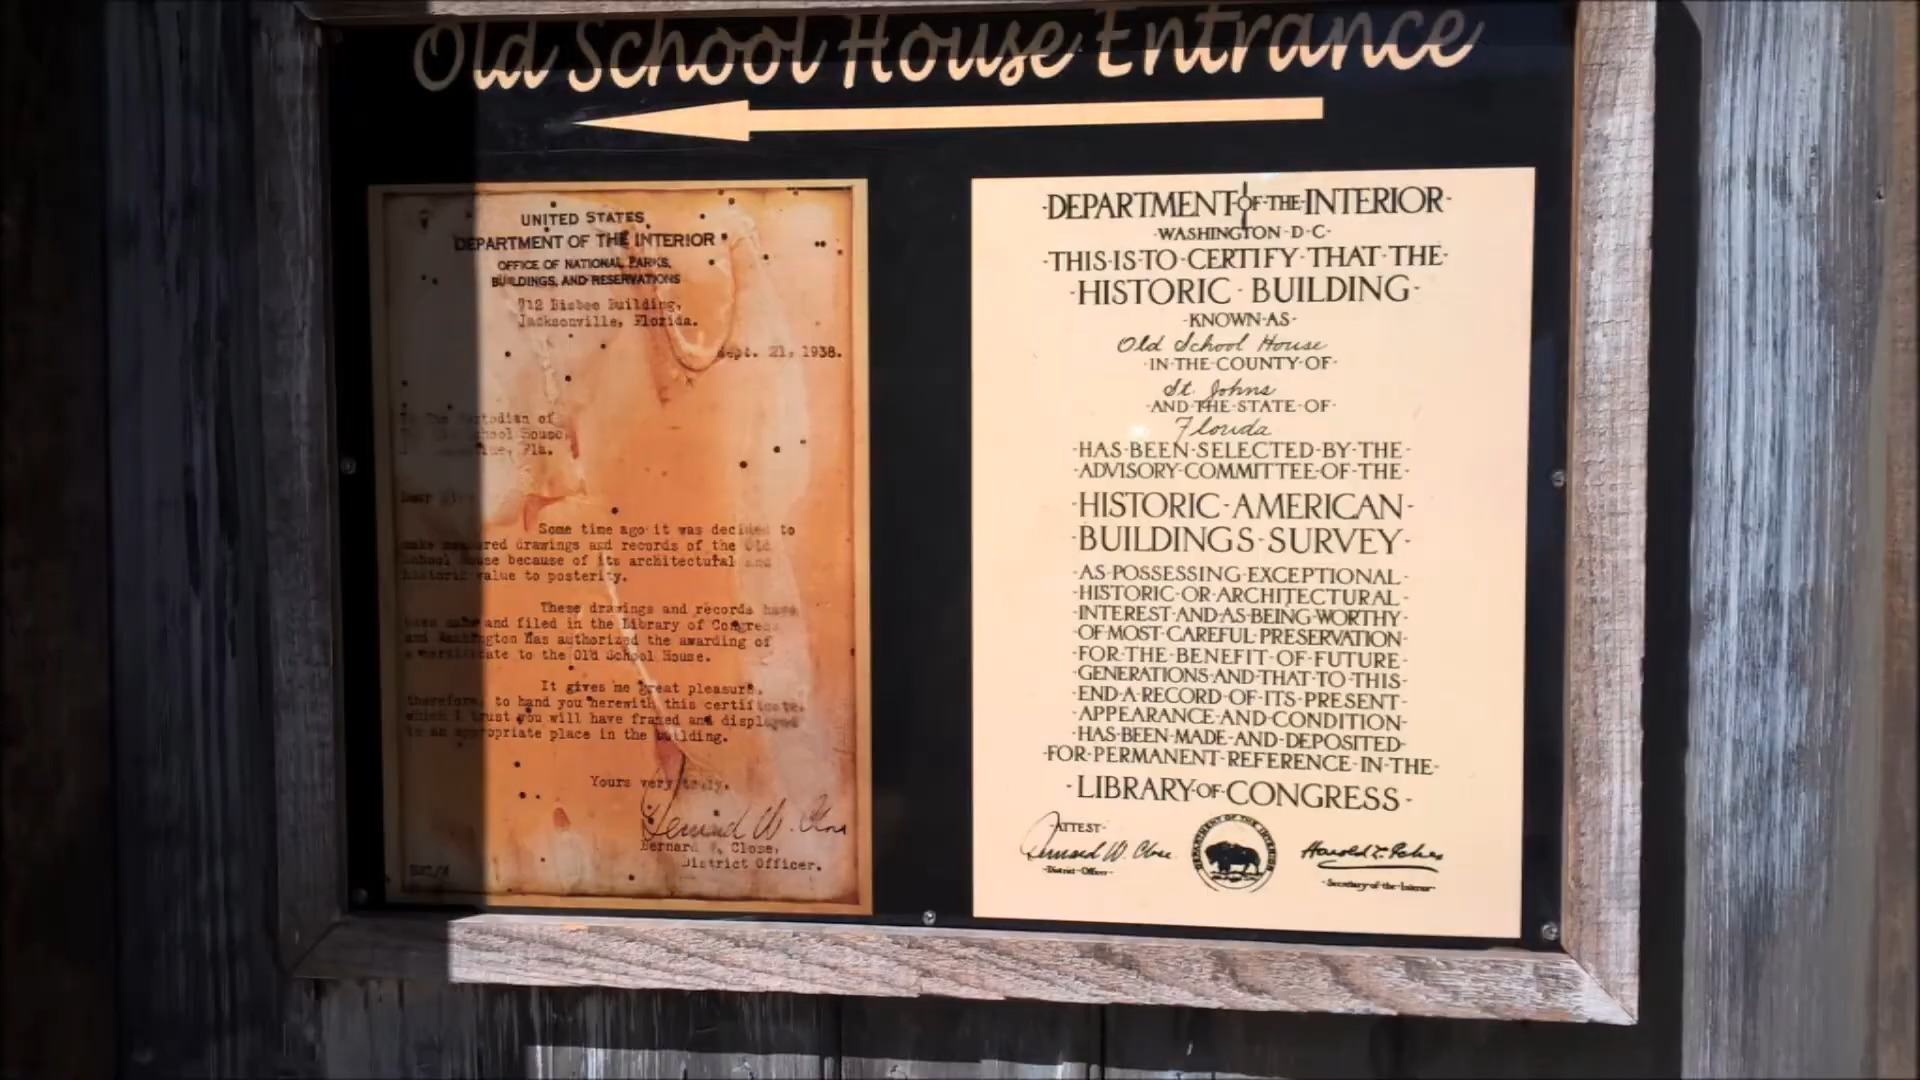 Old School House Entrance
UNITED STATES
DEPARTMENT OF THE INTERIOR
OFFICE OF NATIONAL PARKS,
BUILDINGS, AND RESERVATIONS
712 Bisbee Building,
Jacksonville, Florida.
Sept. 21, 1938.
The Custodian of
School House,
Fla.
Dear
Some time ago it was decided to
make measured drawings and records of the Old
School House because of its architectural and
historic value to posterity.
These drawings and records have
been made and filed in the Library of Congress
and Washington has authorized the awarding of
a certificate to the Old School House.
It gives me great pleasure,
therefore, to hand you herewith this certificate,
which I trust you will have framed and displayed
in an appropriate place in the building.
Yours very truly,
Bernard W. Close
Bernard W. Close,
District Officer.
·DEPARTMENT·OF·THE·INTERIOR·
·WASHINGTON·D·C·
·THIS·IS·TO·CERTIFY·THAT·THE·
·HISTORIC·BUILDING·
·KNOWN·AS·
Old School House
·IN·THE·COUNTY·OF·
St. Johns
·AND·THE·STATE·OF·
Florida
·HAS·BEEN·SELECTED·BY·THE·
·ADVISORY·COMMITTEE·OF·THE·
·HISTORIC·AMERICAN·
·BUILDINGS·SURVEY·
·AS·POSSESSING·EXCEPTIONAL·
·HISTORIC·OR·ARCHITECTURAL·
·INTEREST·AND·AS·BEING·WORTHY·
·OF·MOST·CAREFUL·PRESERVATION·
·FOR·THE·BENEFIT·OF·FUTURE·
·GENERATIONS·AND·THAT·TO·THIS·
·END·A·RECORD·OF·ITS·PRESENT·
·APPEARANCE·AND·CONDITION·
·HAS·BEEN·MADE·AND·DEPOSITED·
·FOR·PERMANENT·REFERENCE·IN·THE·
·LIBRARY·OF·CONGRESS·
·ATTEST·
Bernard W. Close
·District·Officer·
DEPARTMENT OF THE INTERIOR
Harold L. Ickes
·Secretary·of·the·Interior·